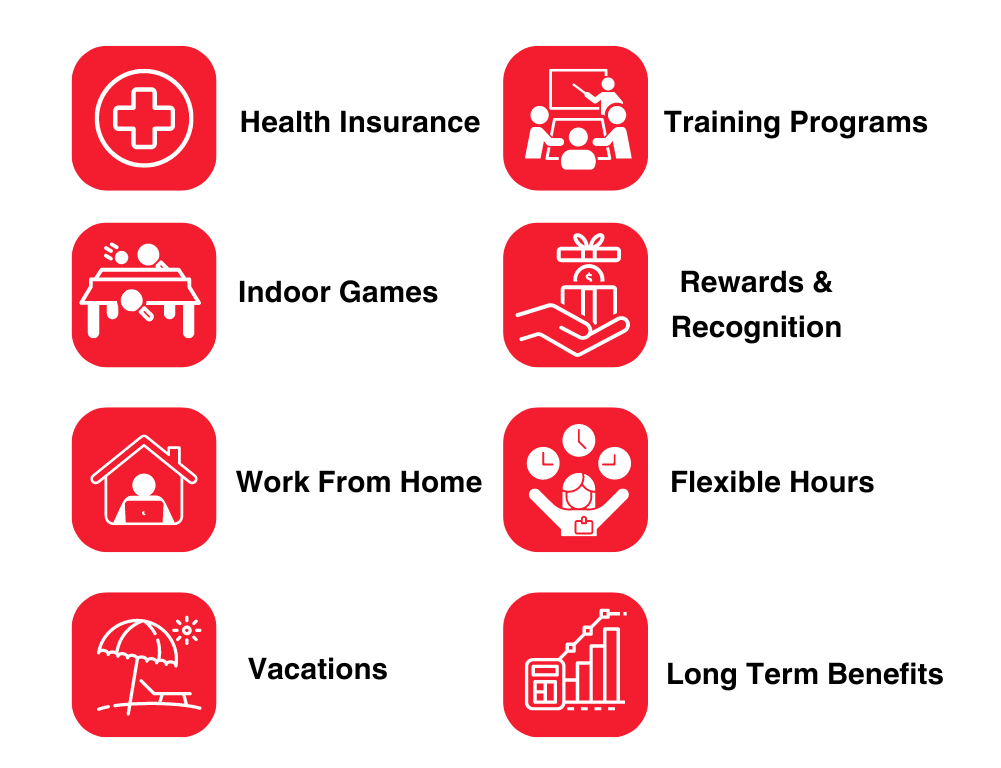 Health Insurance
Training Programs
Indoor Games
Rewards &
Recognition
Work From Home
Flexible Hours
Vacations
Long Term Benefits